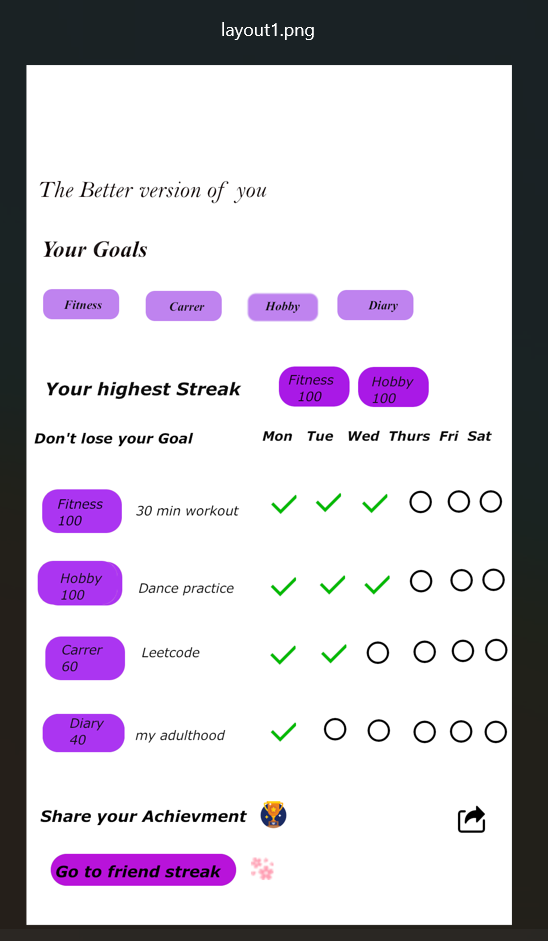 layout1.png
The Better version of you
Your Goals
Fitness Carrer Hobby Diary
Your highest Streak Fitness 100 Hobby 100
Don't lose your Goal Mon Tue Wed Thurs Fri Sat
Fitness
100
30 min workout
Hobby
100
Dance practice
Carrer
60
Leetcode
Diary
40
my adulthood
Share your Achievment
Go to friend streak